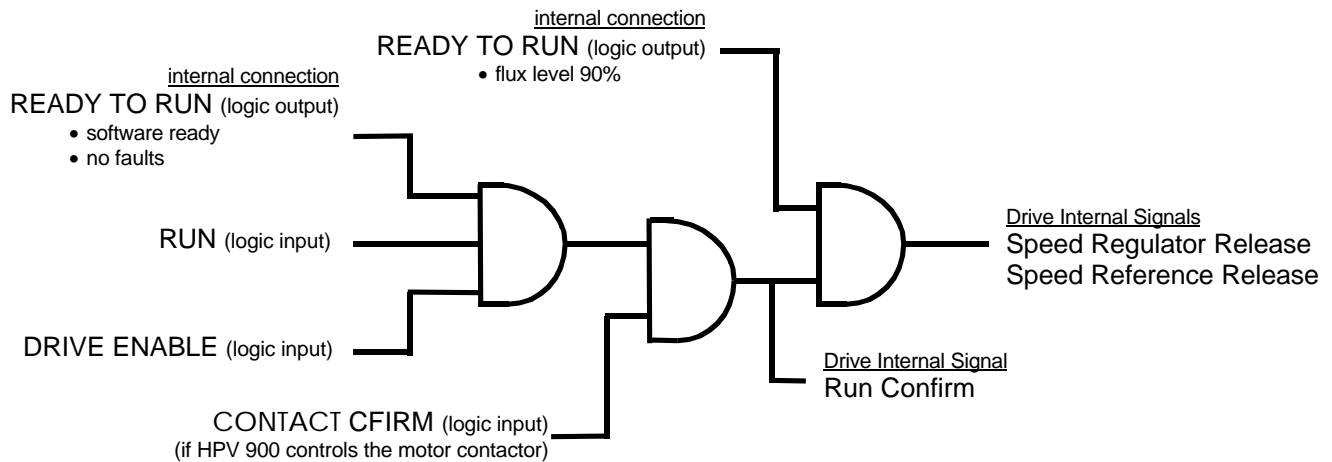 internal connection
READY TO RUN (logic output)
• flux level 90%
internal connection
READY TO RUN (logic output)
• software ready
• no faults
RUN (logic input)
DRIVE ENABLE (logic input)
CONTACT CFIRM (logic input)
(if HPV 900 controls the motor contactor)
Drive Internal Signals
Speed Regulator Release
Speed Reference Release
Drive Internal Signal
Run Confirm